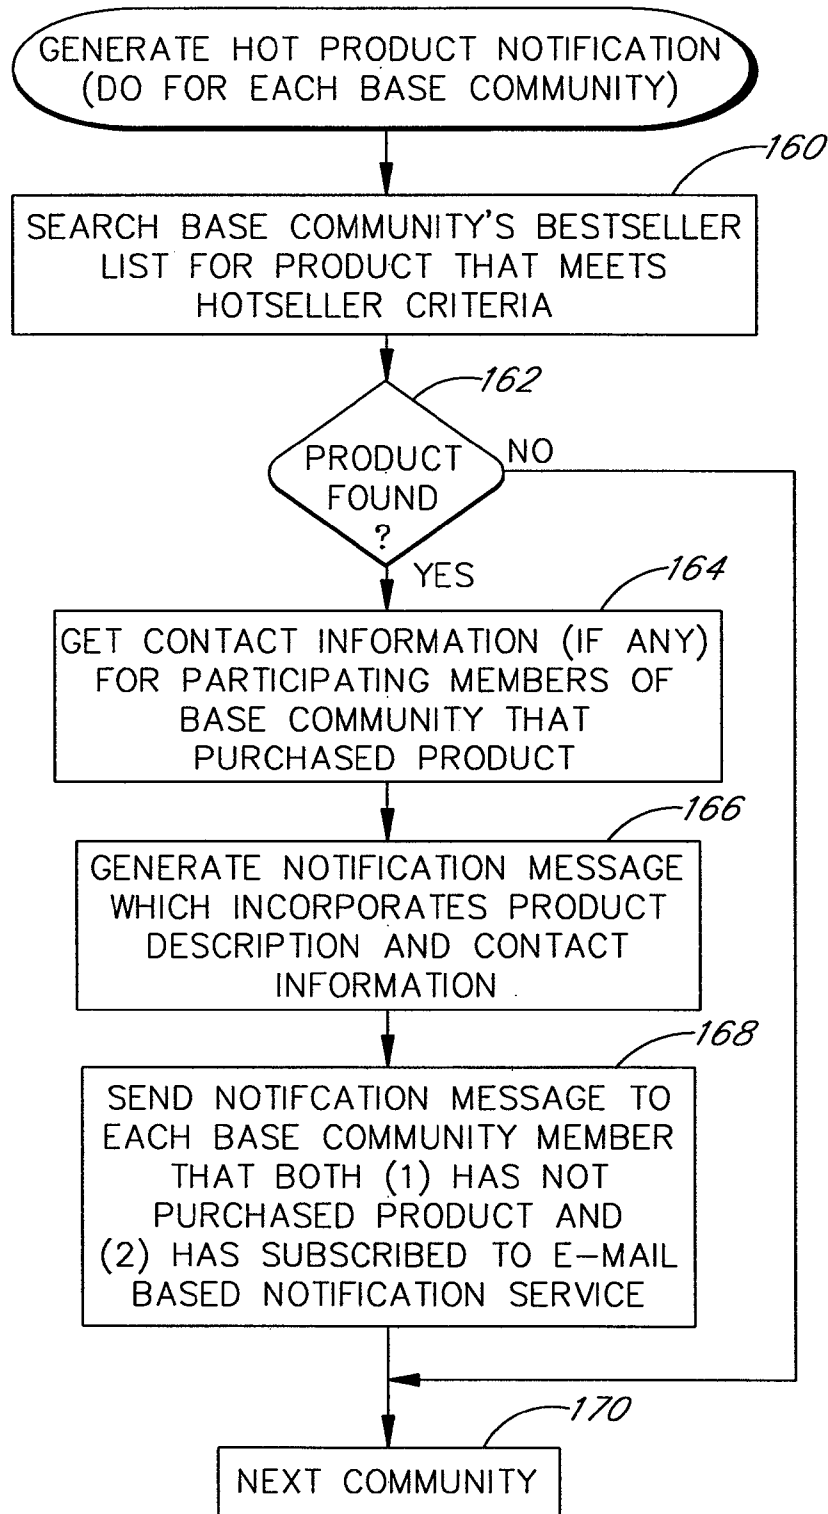 GENERATE HOT PRODUCT NOTIFICATION
(DO FOR EACH BASE COMMUNITY)
160
SEARCH BASE COMMUNITY'S BESTSELLER
LIST FOR PRODUCT THAT MEETS
HOTSELLER CRITERIA
162
PRODUCT
FOUND
?
NO
YES
164
GET CONTACT INFORMATION (IF ANY)
FOR PARTICIPATING MEMBERS OF
BASE COMMUNITY THAT
PURCHASED PRODUCT
166
GENERATE NOTIFICATION MESSAGE
WHICH INCORPORATES PRODUCT
DESCRIPTION AND CONTACT
INFORMATION
168
SEND NOTIFCATION MESSAGE TO
EACH BASE COMMUNITY MEMBER
THAT BOTH (1) HAS NOT
PURCHASED PRODUCT AND
(2) HAS SUBSCRIBED TO E-MAIL
BASED NOTIFICATION SERVICE
170
NEXT COMMUNITY